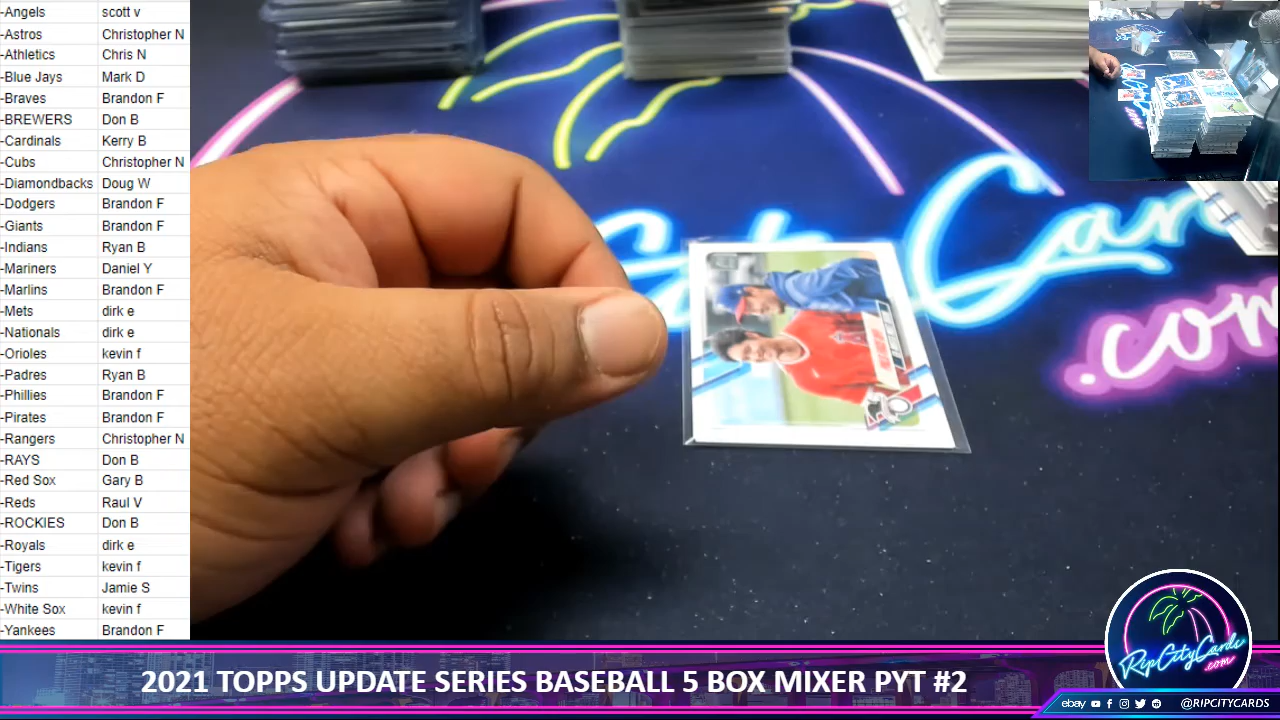 -Angels scott v
-Astros Christopher N
-Athletics Chris N
-Blue Jays Mark D
-Braves Brandon F
-BREWERS Don B
-Cardinals Kerry B
-Cubs Christopher N
-Diamondbacks Doug W
-Dodgers Brandon F
-Giants Brandon F
-Indians Ryan B
-Mariners Daniel Y
-Marlins Brandon F
-Mets dirk e
-Nationals dirk e
-Orioles kevin f
-Padres Ryan B
-Phillies Brandon F
-Pirates Brandon F
-Rangers Christopher N
-RAYS Don B
-Red Sox Gary B
-Reds Raul V
-ROCKIES Don B
-Royals dirk e
-Tigers kevin f
-Twins Jamie S
-White Sox kevin f
-Yankees Brandon F
.com
RipCityCards
.com
2021 TOPPS UPDATE SERIES BASEBALL 5 BOX MIXER PYT #2
ebay @RIPCITYCARDS